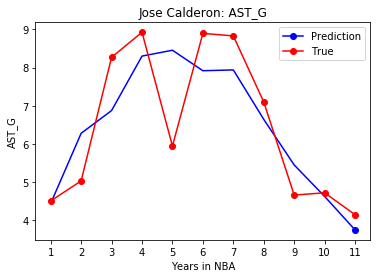 Jose Calderon: AST_G
Prediction
True
9
8
7
6
5
4
AST_G
1 2 3 4 5 6 7 8 9 10 11
Years in NBA